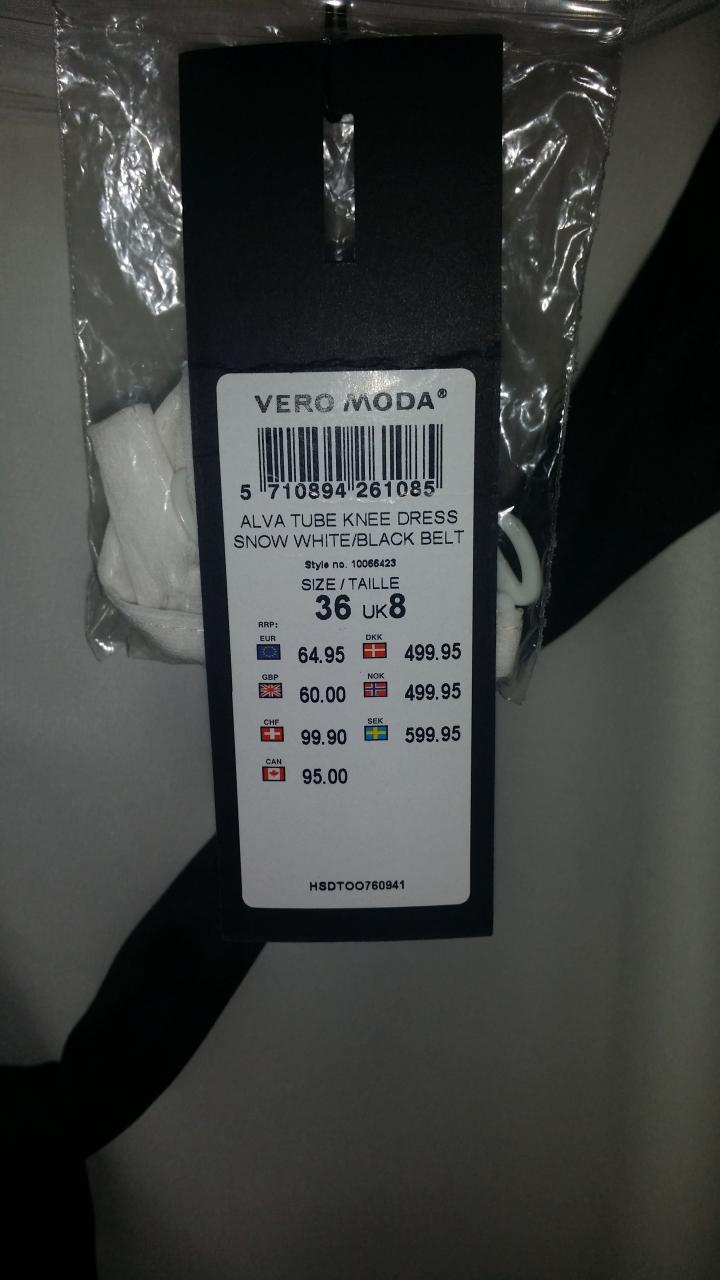 VERO MODA®
5 710894 261085
ALVA TUBE KNEE DRESS
SNOW WHITE/BLACK BELT
Style no. 10066423
SIZE / TAILLE
36 UK8
RRP:
EUR 64.95 DKK 499.95
GBP 60.00 NOK 499.95
CHF 99.90 SEK 599.95
CAN 95.00
HSDTOO760941